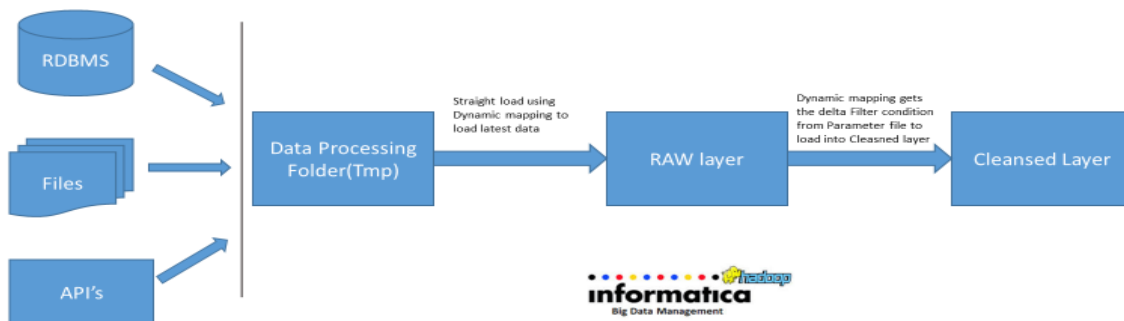 RDBMS
Files
API's
Data Processing
Folder(Tmp)
Straight load using
Dynamic mapping to
load latest data
RAW layer
Dynamic mapping gets
the delta Filter condition
from Parameter file to
load into Cleasned layer
Cleansed Layer
hadoop
informatica
Big Data Management